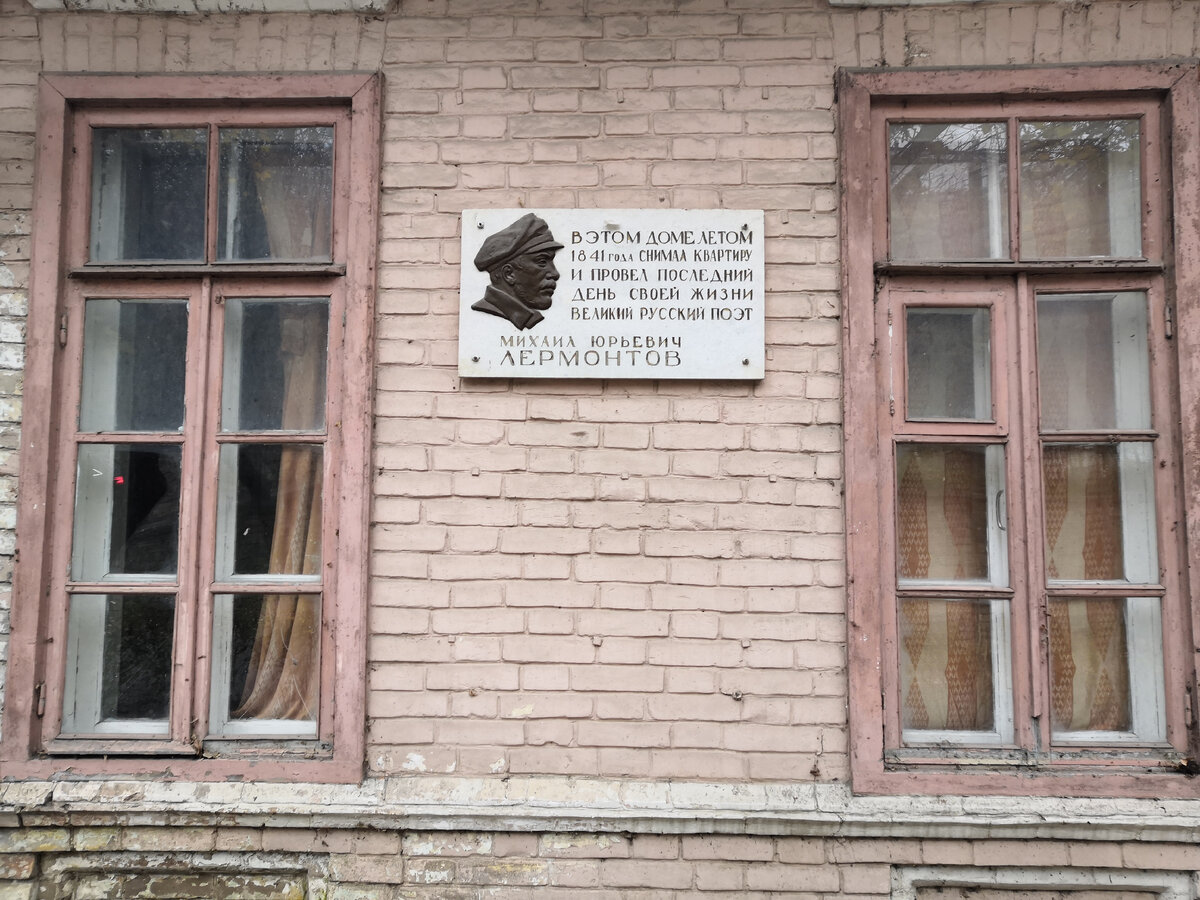 В ЭТОМ ДОМЕ ЛЕТОМ
1841 ГОДА СНИМАЛ КВАРТИРУ
И ПРОВЕЛ ПОСЛЕДНИЙ
ДЕНЬ СВОЕЙ ЖИЗНИ
ВЕЛИКИЙ РУССКИЙ ПОЭТ
МИХАИЛ ЮРЬЕВИЧ
ЛЕРМОНТОВ